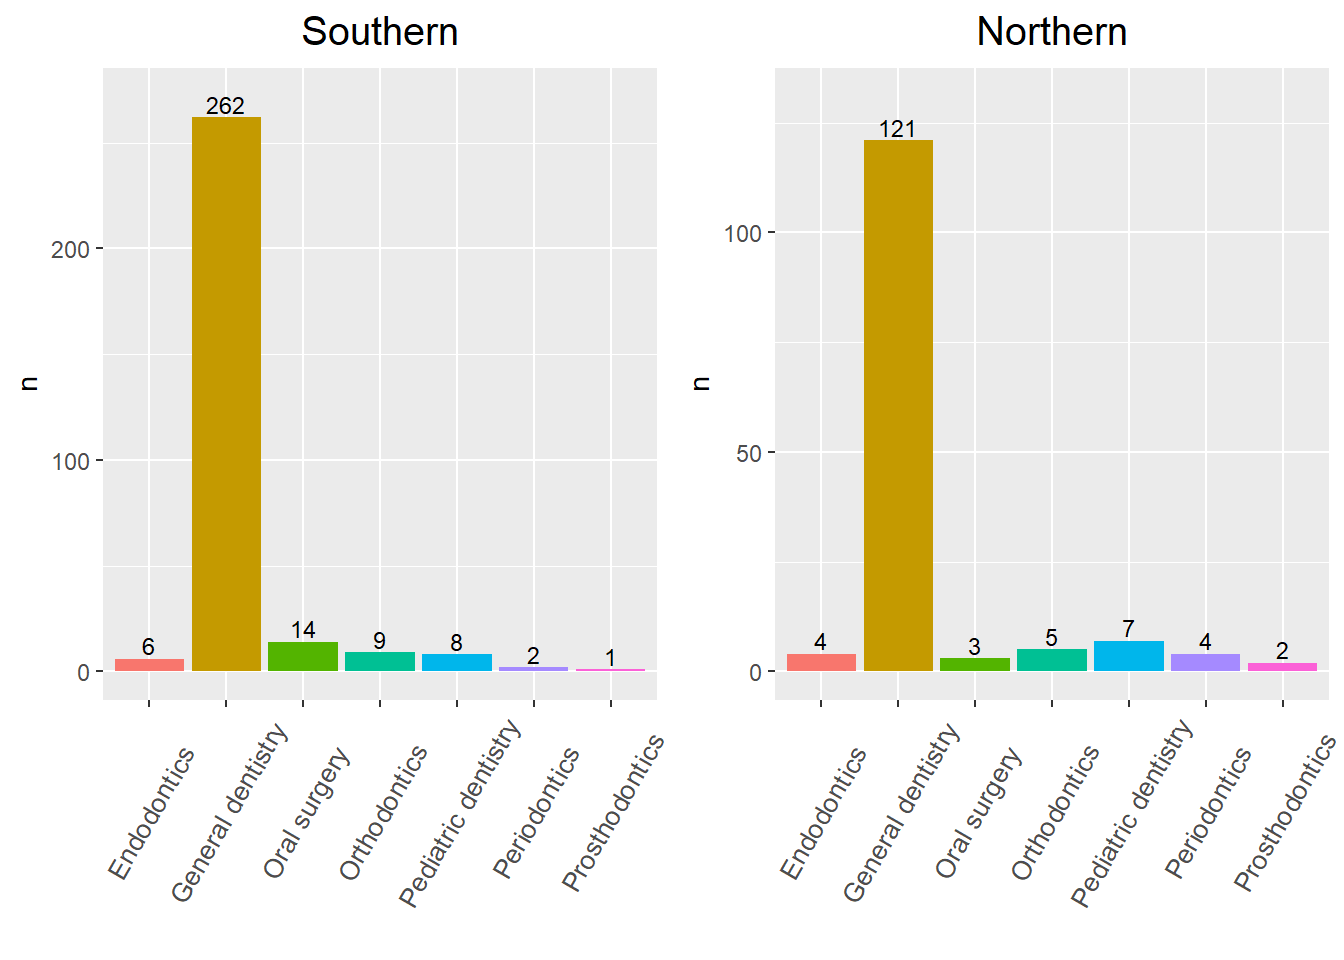 Southern
262
200
n
100
14
9
8
6
2
1
0
Endodontics
General dentistry
Oral surgery
Orthodontics
Pediatric dentistry
Periodontics
Prosthodontics
Northern
121
100
n
50
4
3
5
7
4
2
0
Endodontics
General dentistry
Oral surgery
Orthodontics
Pediatric dentistry
Periodontics
Prosthodontics